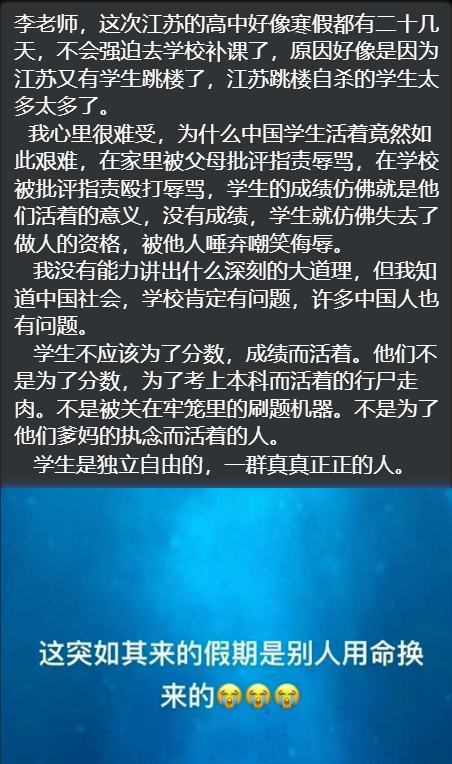 李老师，这次江苏的高中好像寒假都有二十几
天，不会强迫去学校补课了，原因好像是因为
江苏又有学生跳楼了，江苏跳楼自杀的学生太
多太多了。
我心里很难受，为什么中国学生活着竟然如
此艰难，在家里被父母批评指责辱骂，在学校
被批评指责殴打辱骂，学生的成绩仿佛就是他
们活着的意义，没有成绩，学生就仿佛失去了
做人的资格，被他人唾弃嘲笑侮辱。
我没有能力讲出什么深刻的大道理，但我知
道中国社会，学校肯定有问题，许多中国人也
有问题。
学生不应该为了分数，成绩而活着。他们不
是为了分数，为了考上本科而活着的行尸走
肉。不是被关在牢笼里的刷题机器。不是为了
他们爹妈的执念而活着的人。
学生是独立自由的，一群真真正正的人。
这突如其来的假期是别人用命换
来的😭😭😭